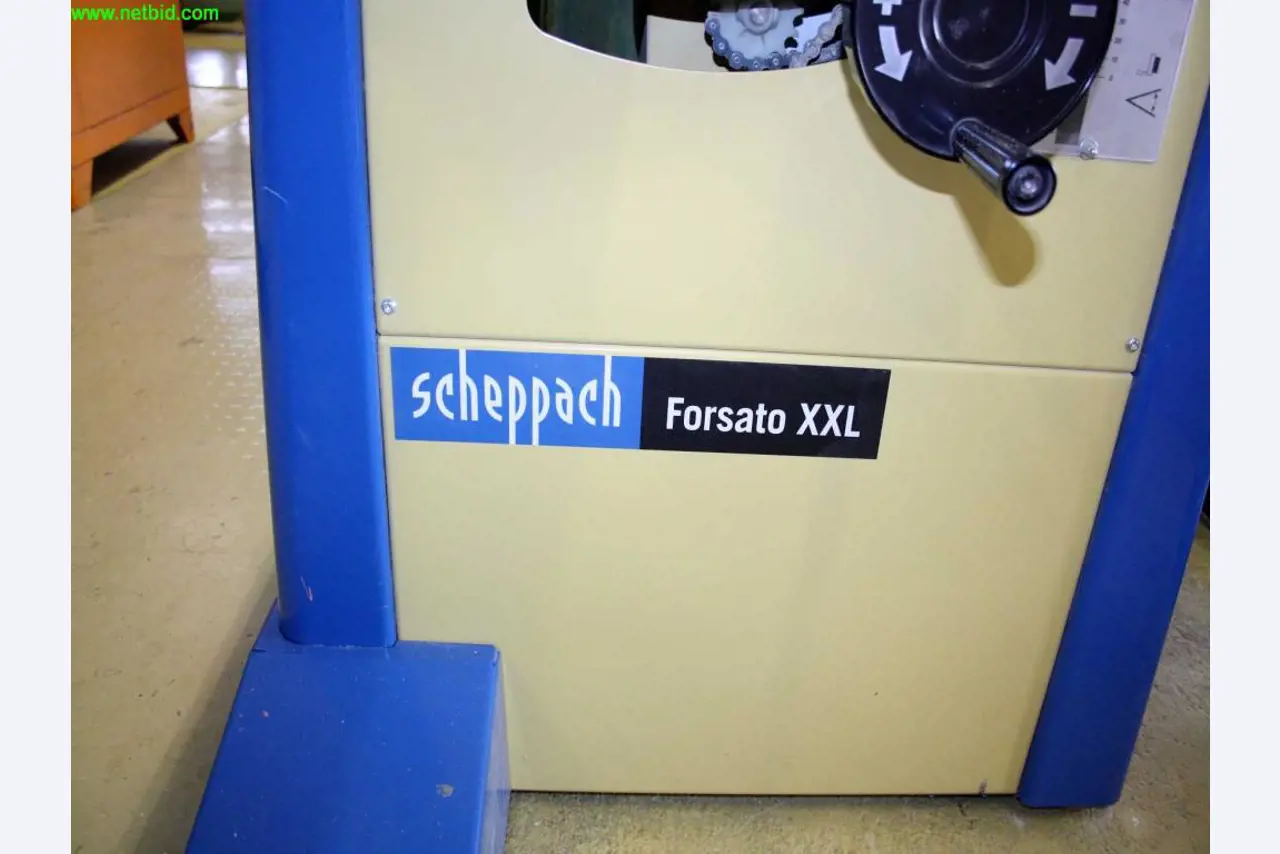 www.netbid.com
+ –
scheppach Forsato XXL